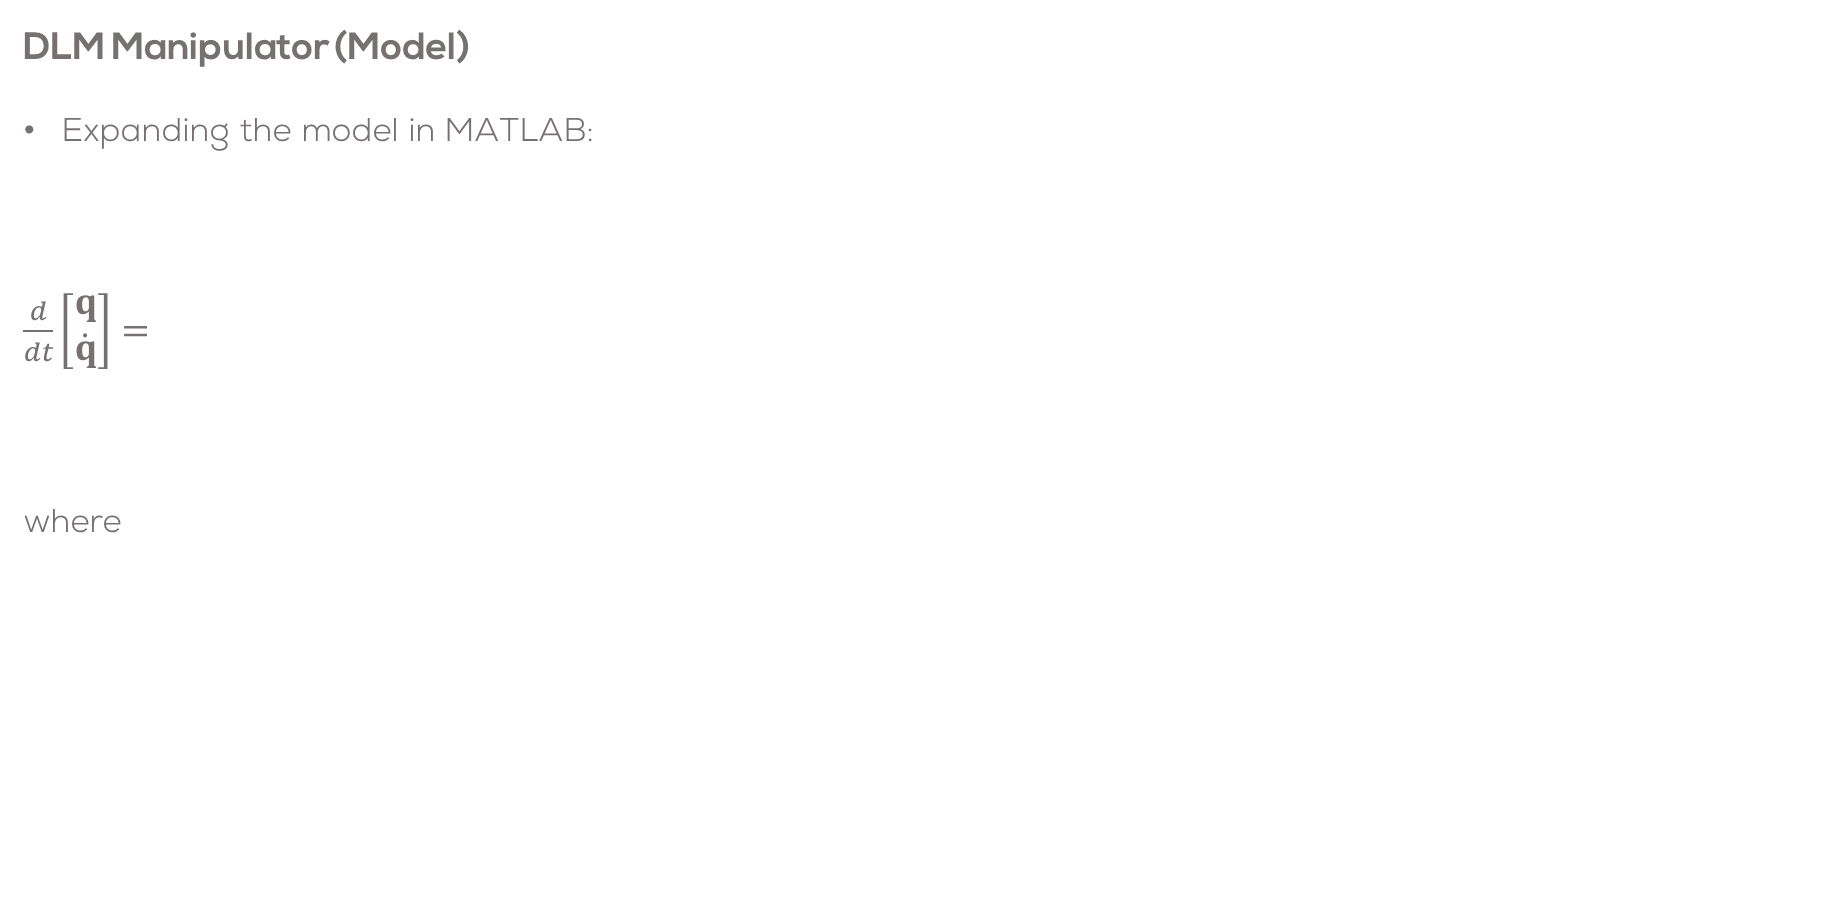 DLM Manipulator (Model)
• Expanding the model in MATLAB:
d/dt [𝐪; 𝐪̇] =
where